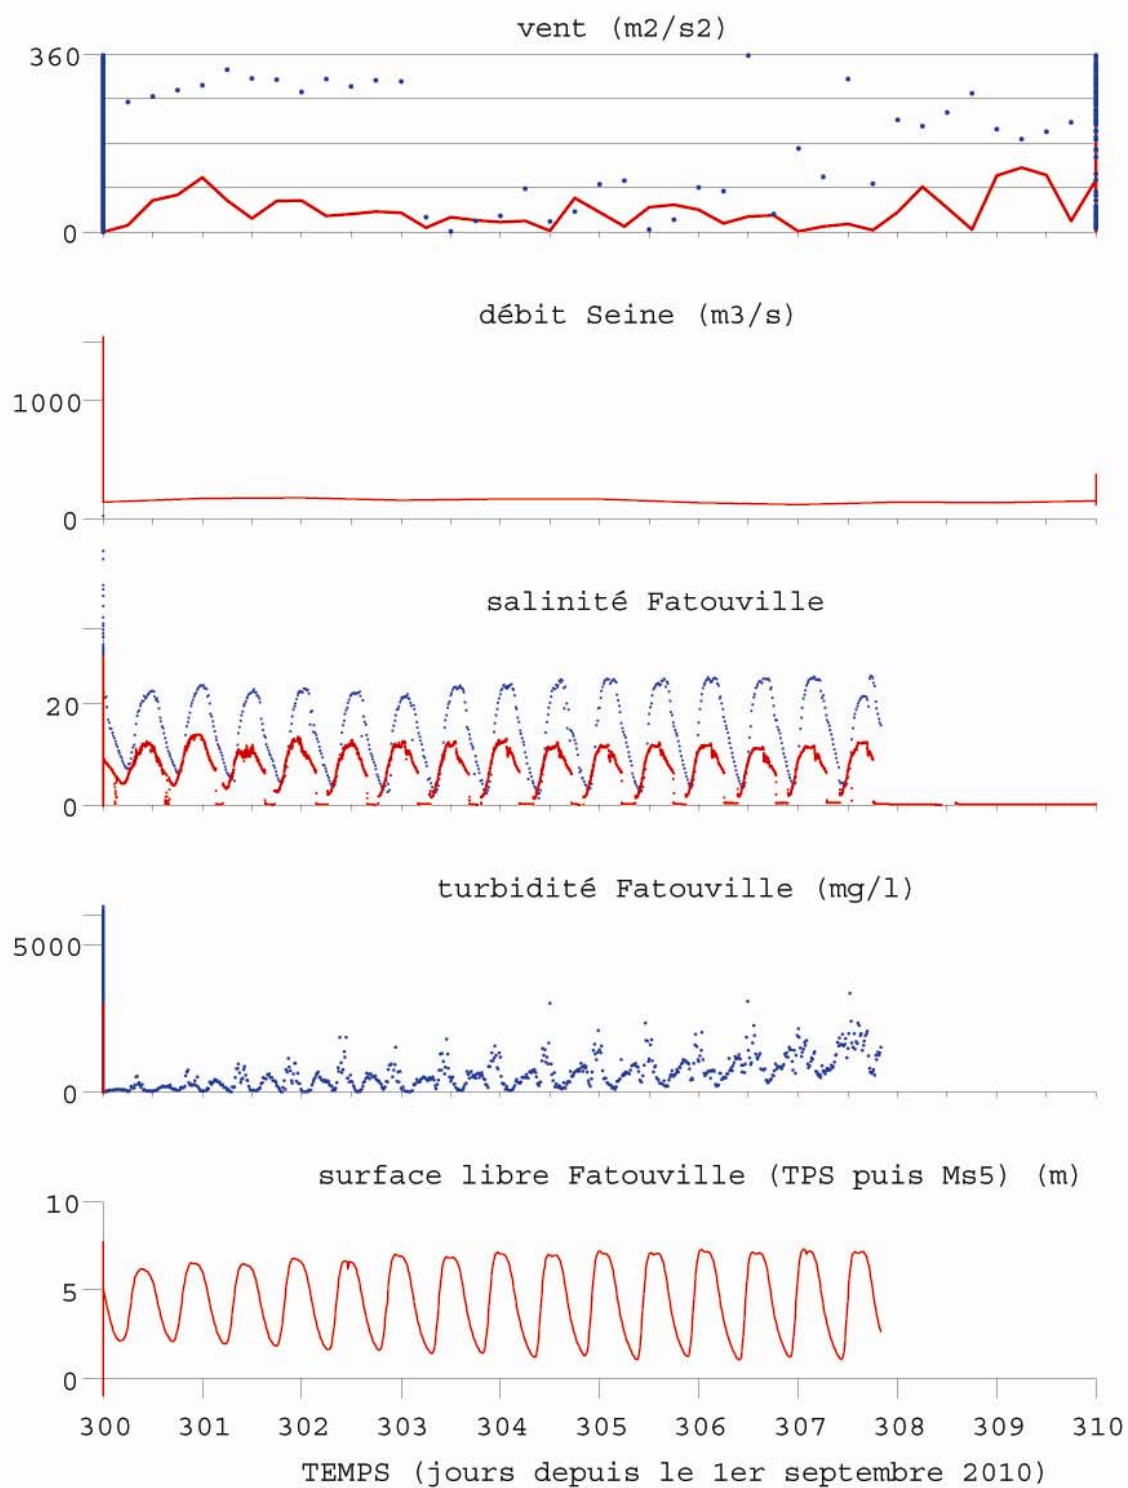 vent (m2/s2)
360
0
débit Seine (m3/s)
1000
0
salinité Fatouville
20
0
turbidité Fatouville (mg/l)
5000
0
surface libre Fatouville (TPS puis Ms5) (m)
10
5
0
300 301 302 303 304 305 306 307 308 309 310
TEMPS (jours depuis le 1er septembre 2010)